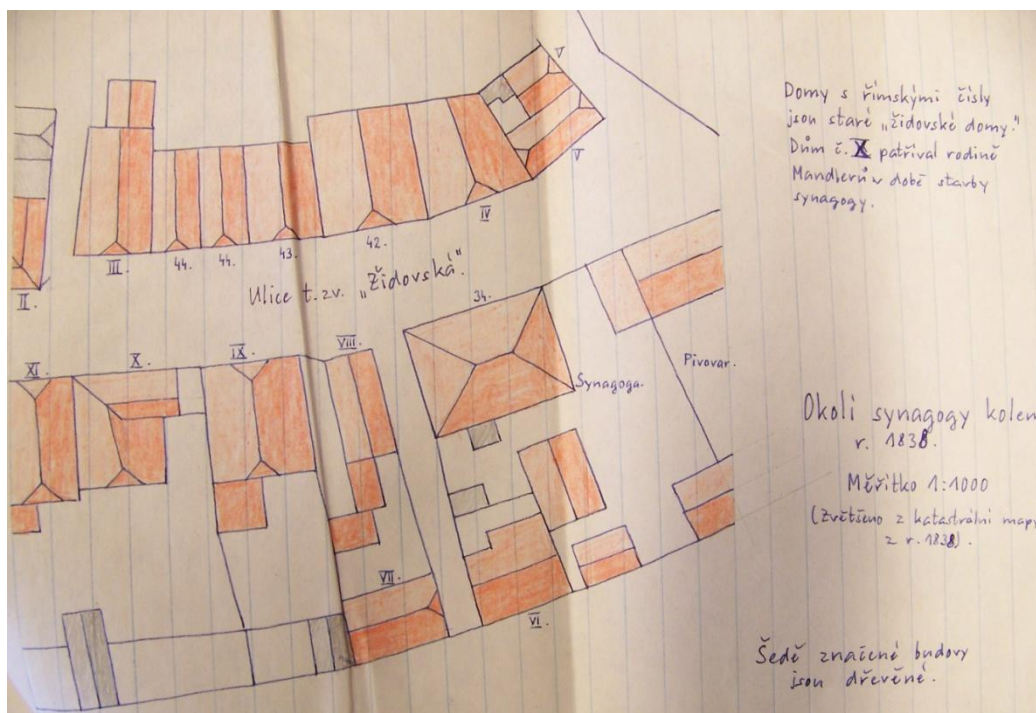 V
V
IV
42.
43.
44.
44.
III.
II.
Ulice t. zv. „Židovská."
34.
XI.
X.
IX.
VIII.
Synagoga.
Pivovar.
VII.
VI.
Domy s římskými čísly
json staré „židovské domy."
Dům č. X patříval rodině
Mandlerů v době stavby
synagogy.
Okolí synagogy kolem
r. 1838.
Měřítko 1:1000
(Zvětšeno z katastrální mapy
z r. 1838).
Šedě značené budovy
jsou dřevěné.